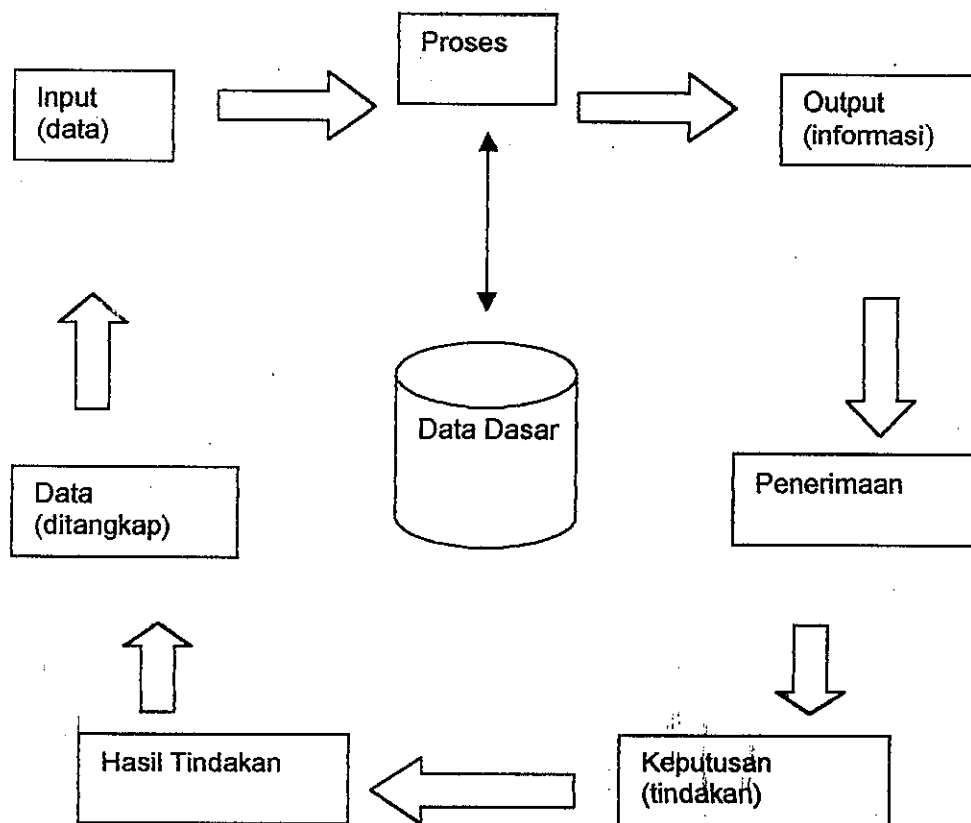 Proses
Input
(data)
Output
(informasi)
Data Dasar
Data
(ditangkap)
Penerimaan
Hasil Tindakan
Keputusan
(tindakan)